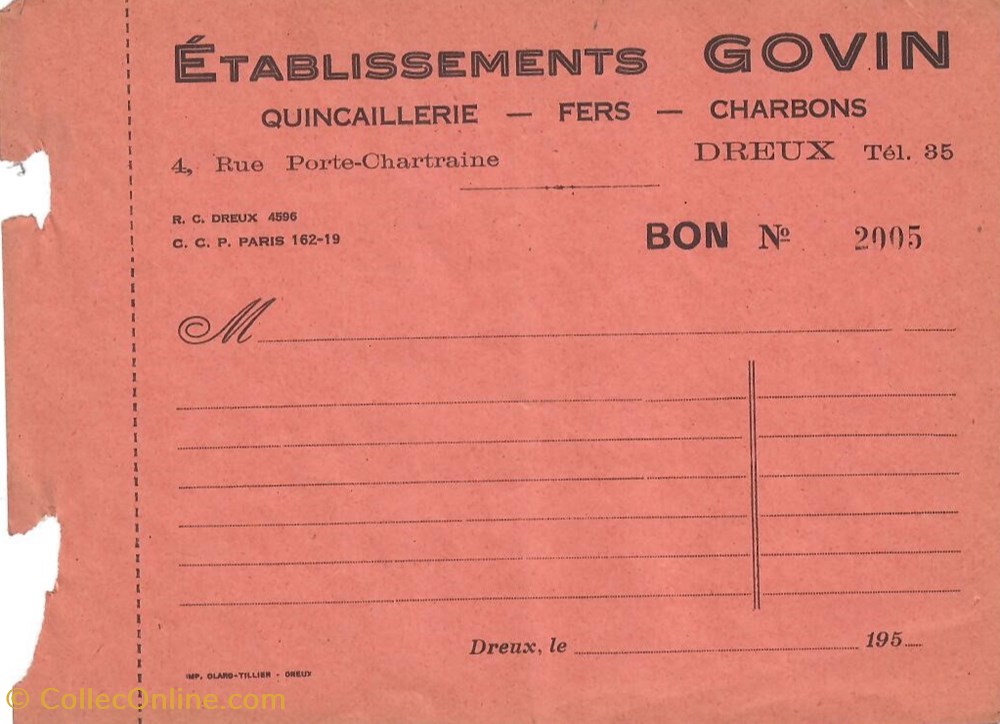 ÉTABLISSEMENTS GOVIN
QUINCAILLERIE — FERS — CHARBONS
4, Rue Porte-Chartraine DREUX Tél. 35
R. C. DREUX 4596
C. C. P. PARIS 162-19
BON Nº 2005
M
Dreux, le 195
IMP. OLARD-TILLIER - DREUX
© CollecOnline.com